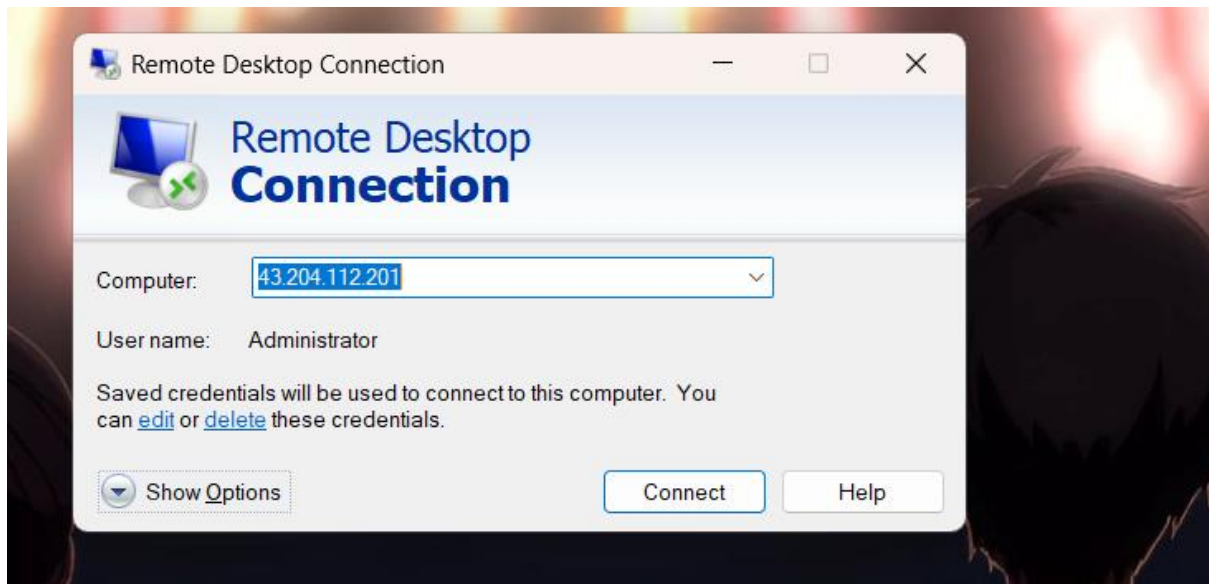 Remote Desktop Connection
Remote Desktop
Connection
Computer: 43.204.112.201
User name: Administrator
Saved credentials will be used to connect to this computer. You
can edit or delete these credentials.
Show Options Connect Help